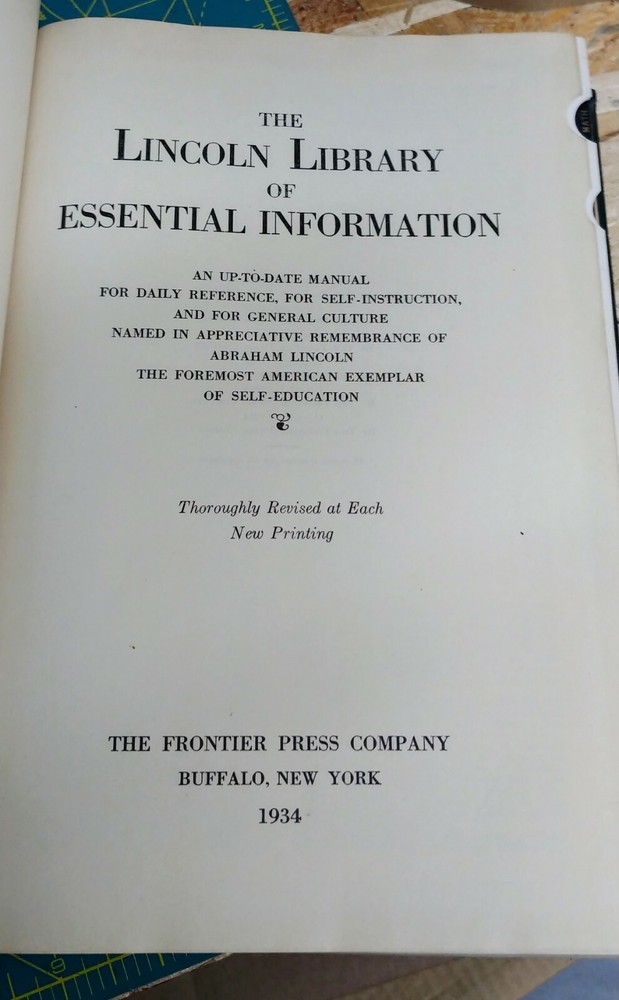 THE
LINCOLN LIBRARY
OF
ESSENTIAL INFORMATION
AN UP-TO-DATE MANUAL
FOR DAILY REFERENCE, FOR SELF-INSTRUCTION,
AND FOR GENERAL CULTURE
NAMED IN APPRECIATIVE REMEMBRANCE OF
ABRAHAM LINCOLN
THE FOREMOST AMERICAN EXEMPLAR
OF SELF-EDUCATION
Thoroughly Revised at Each
New Printing
THE FRONTIER PRESS COMPANY
BUFFALO, NEW YORK
1934
MATH